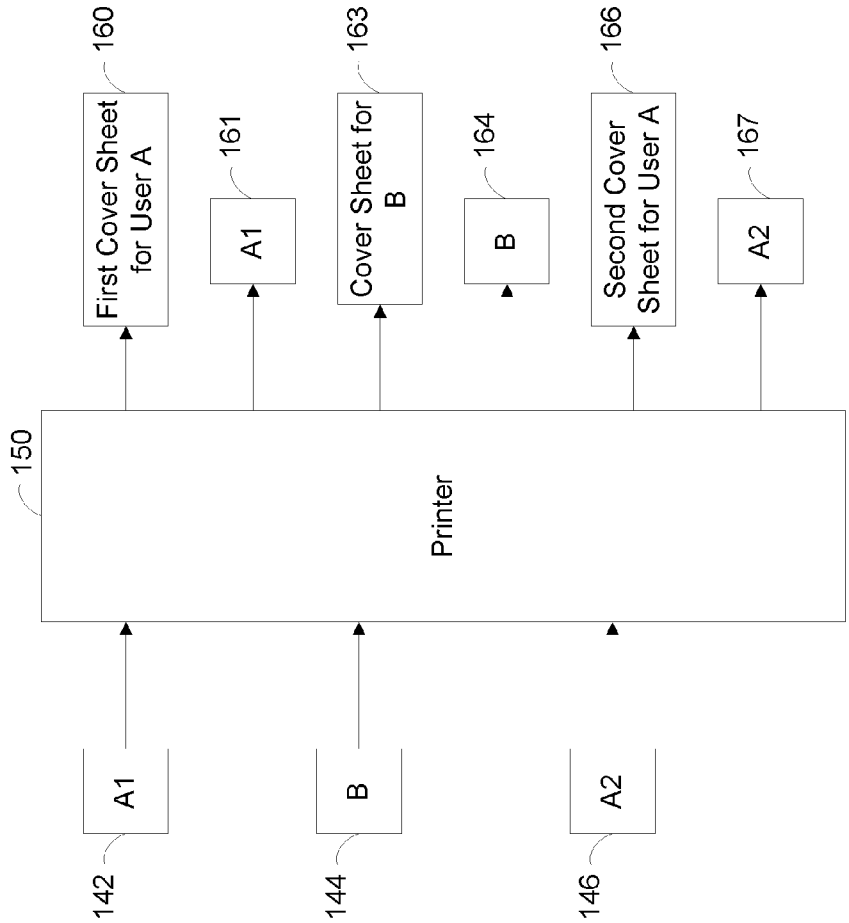 146
144
142
A2
B
A1
Printer
150
A2
Second Cover
Sheet for User A
B
Cover Sheet for
B
A1
First Cover Sheet
for User A
167
166
164
163
161
160